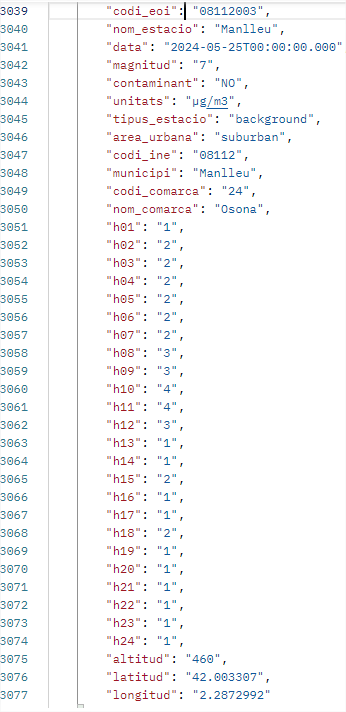 3039 "codi_eoi": "08112003",
3040 "nom_estacio": "Manlleu",
3041 "data": "2024-05-25T00:00:00.000"
3042 "magnitud": "7",
3043 "contaminant": "NO",
3044 "unitats": "µg/m3",
3045 "tipus_estacio": "background",
3046 "area_urbana": "suburban",
3047 "codi_ine": "08112",
3048 "municipi": "Manlleu",
3049 "codi_comarca": "24",
3050 "nom_comarca": "Osona",
3051 "h01": "1",
3052 "h02": "2",
3053 "h03": "2",
3054 "h04": "2",
3055 "h05": "2",
3056 "h06": "2",
3057 "h07": "2",
3058 "h08": "3",
3059 "h09": "3",
3060 "h10": "4",
3061 "h11": "4",
3062 "h12": "3",
3063 "h13": "1",
3064 "h14": "1",
3065 "h15": "2",
3066 "h16": "1",
3067 "h17": "1",
3068 "h18": "2",
3069 "h19": "1",
3070 "h20": "1",
3071 "h21": "1",
3072 "h22": "1",
3073 "h23": "1",
3074 "h24": "1",
3075 "altitud": "460",
3076 "latitud": "42.003307",
3077 "longitud": "2.2872992"